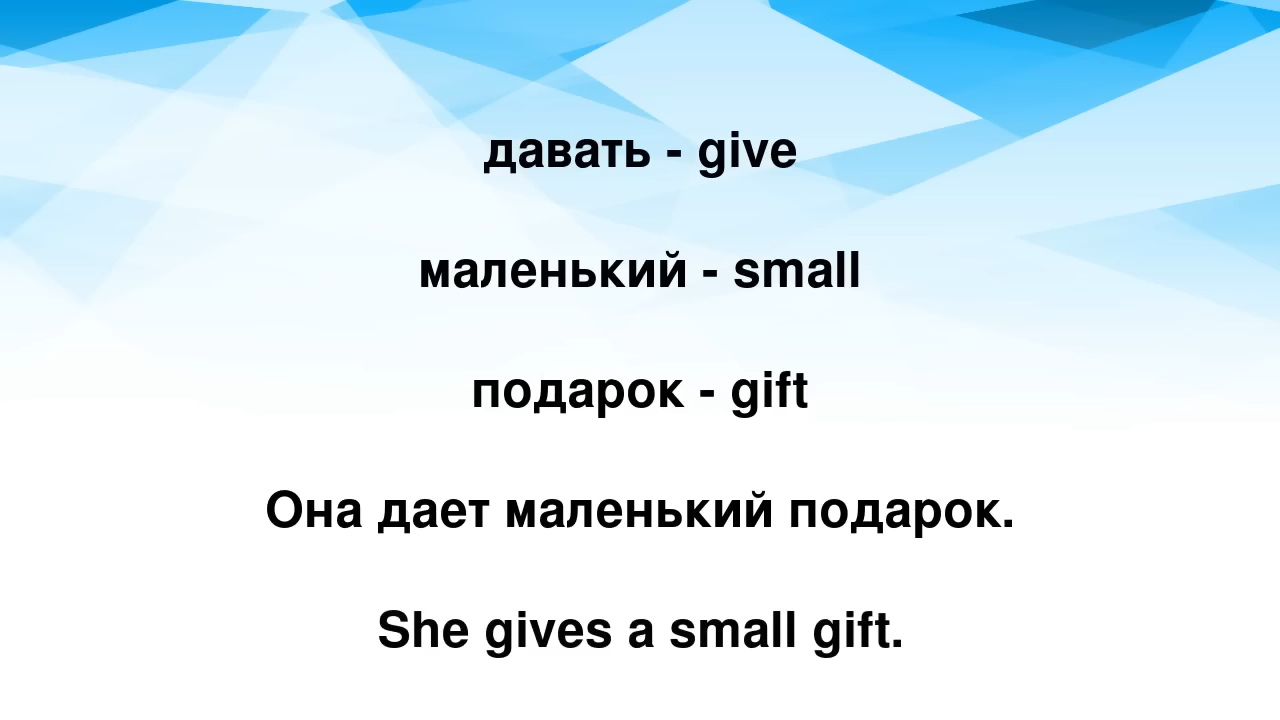 давать - give
маленький - small
подарок - gift
Она дает маленький подарок.
She gives a small gift.